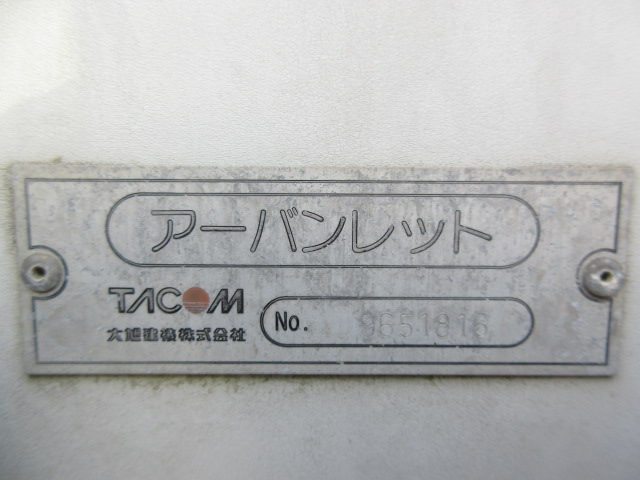 アーバンレット
TACOM
大旭建機株式会社
No. 9651816